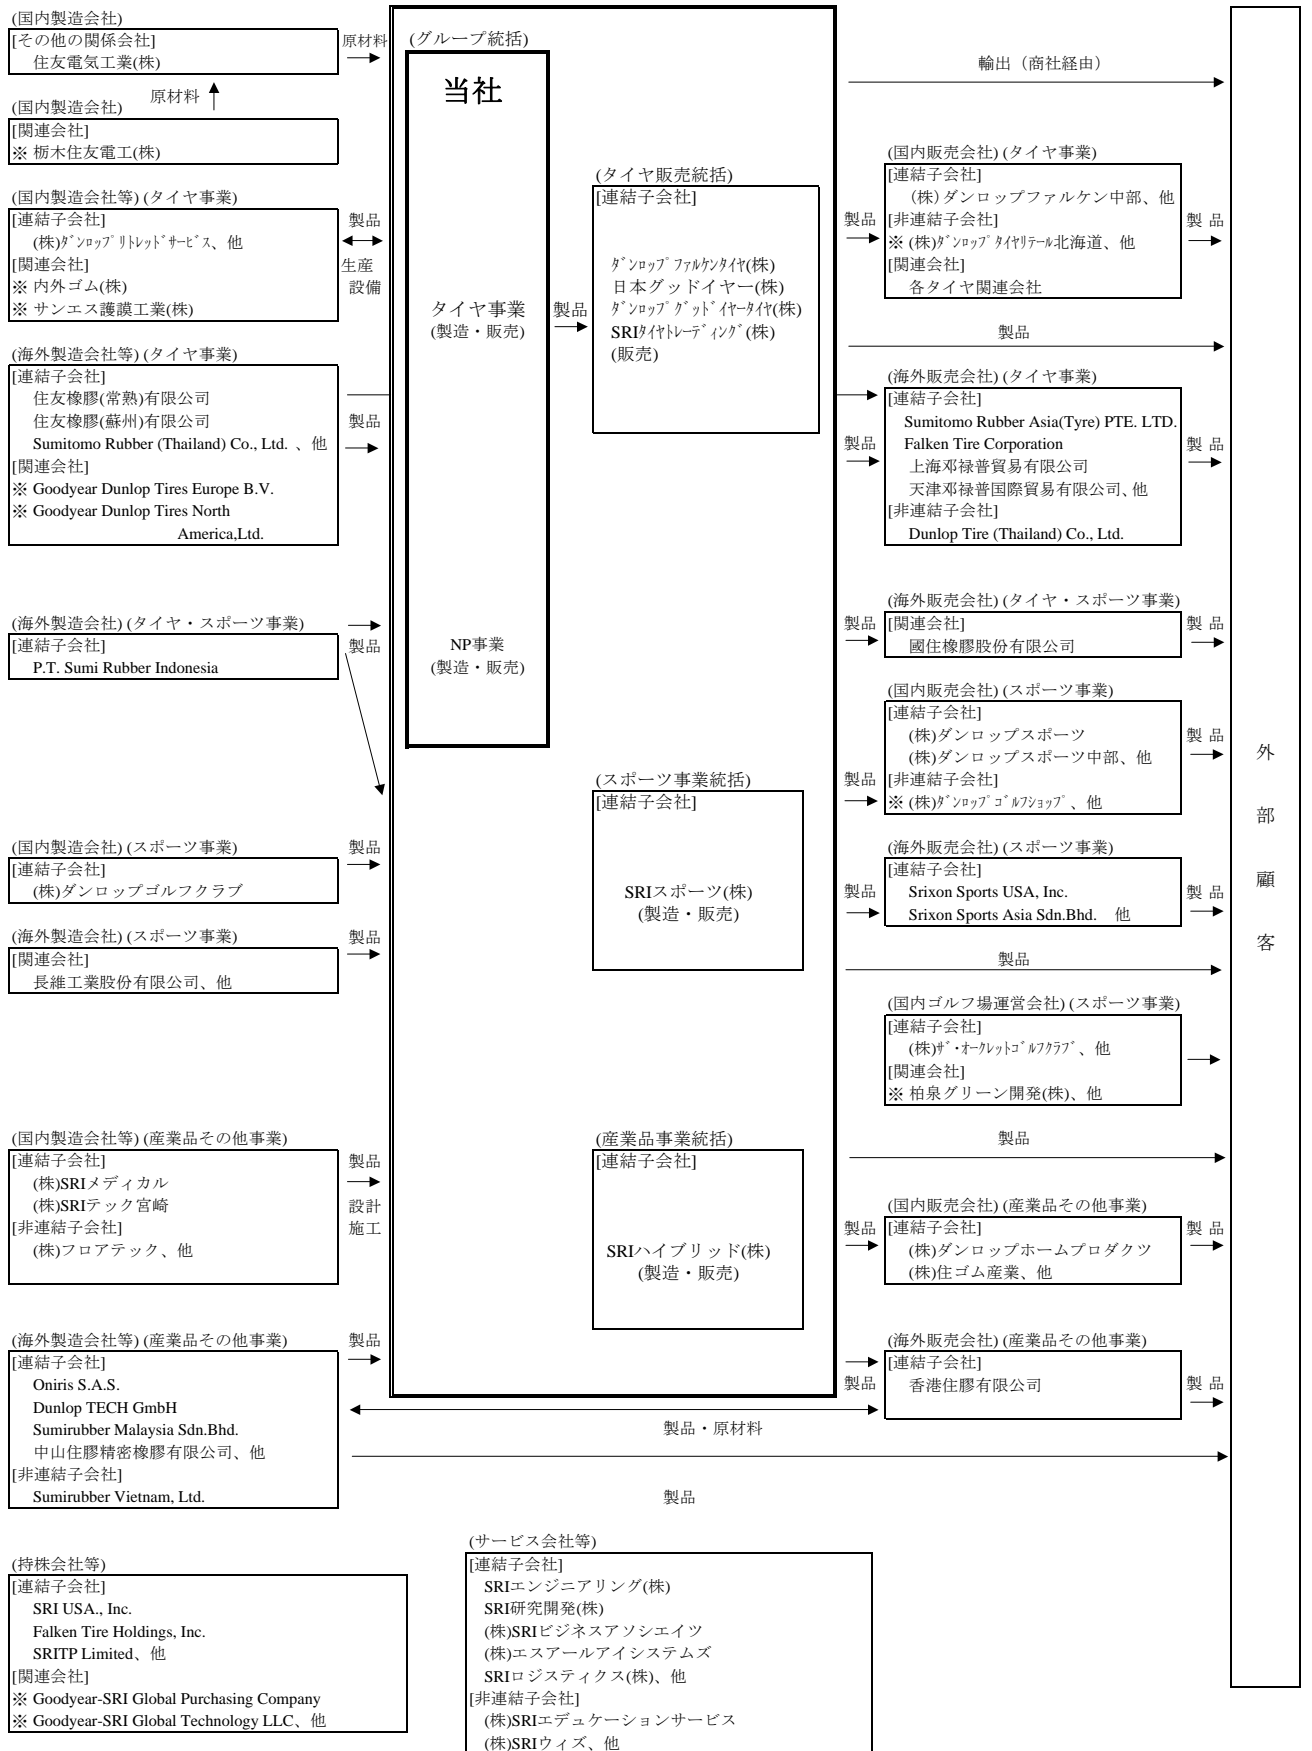 (国内製造会社)
[その他の関係会社]
住友電気工業(株)
原材料
原材料
(国内製造会社)
[関連会社]
※ 栃木住友電工(株)
(国内製造会社等) (タイヤ事業)
[連結子会社]
(株)ﾀﾞﾝﾛｯﾌﾟﾘﾄﾚｯﾄﾞｻｰﾋﾞｽ、他
[関連会社]
※ 内外ゴム(株)
※ サンエス護謨工業(株)
製品
生産
設備
(海外製造会社等) (タイヤ事業)
[連結子会社]
住友橡膠(常熟)有限公司
住友橡膠(蘇州)有限公司
Sumitomo Rubber (Thailand) Co., Ltd. 、他
[関連会社]
※ Goodyear Dunlop Tires Europe B.V.
※ Goodyear Dunlop Tires North
America,Ltd.
製品
(海外製造会社) (タイヤ・スポーツ事業)
[連結子会社]
P.T. Sumi Rubber Indonesia
製品
(国内製造会社) (スポーツ事業)
[連結子会社]
(株)ダンロップゴルフクラブ
製品
(海外製造会社) (スポーツ事業)
[関連会社]
長維工業股份有限公司、他
製品
(国内製造会社等) (産業品その他事業)
[連結子会社]
(株)SRIメディカル
(株)SRIテック宮崎
[非連結子会社]
(株)フロアテック、他
製品
設計
施工
(海外製造会社等) (産業品その他事業)
[連結子会社]
Oniris S.A.S.
Dunlop TECH GmbH
Sumirubber Malaysia Sdn.Bhd.
中山住膠精密橡膠有限公司、他
[非連結子会社]
Sumirubber Vietnam, Ltd.
製品
(グループ統括)
当社
タイヤ事業
(製造・販売)
NP事業
(製造・販売)
製品
(タイヤ販売統括)
[連結子会社]
ﾀﾞﾝﾛｯﾌﾟﾌｧﾙｹﾝﾀｲﾔ(株)
日本グッドイヤー(株)
ﾀﾞﾝﾛｯﾌﾟｸﾞｯﾄﾞｲﾔｰﾀｲﾔ(株)
SRIﾀｲﾔﾄﾚｰﾃﾞｨﾝｸﾞ(株)
(販売)
(スポーツ事業統括)
[連結子会社]
SRIスポーツ(株)
(製造・販売)
(産業品事業統括)
[連結子会社]
SRIハイブリッド(株)
(製造・販売)
輸出（商社経由）
(国内販売会社) (タイヤ事業)
[連結子会社]
(株)ダンロップファルケン中部、他
[非連結子会社]
※ (株)ﾀﾞﾝﾛｯﾌﾟﾀｲﾔﾘﾃｰﾙ北海道、他
[関連会社]
各タイヤ関連会社
製品
製 品
製品
(海外販売会社) (タイヤ事業)
[連結子会社]
Sumitomo Rubber Asia(Tyre) PTE. LTD.
Falken Tire Corporation
上海邓禄普貿易有限公司
天津邓禄普国際貿易有限公司、他
[非連結子会社]
Dunlop Tire (Thailand) Co., Ltd.
製品
製 品
(海外販売会社) (タイヤ・スポーツ事業)
[関連会社]
國住橡膠股份有限公司
製品
製 品
(国内販売会社) (スポーツ事業)
[連結子会社]
(株)ダンロップスポーツ
(株)ダンロップスポーツ中部、他
[非連結子会社]
※ (株)ﾀﾞﾝﾛｯﾌﾟｺﾞﾙﾌｼｮｯﾌﾟ、他
製品
製 品
(海外販売会社) (スポーツ事業)
[連結子会社]
Srixon Sports USA, Inc.
Srixon Sports Asia Sdn.Bhd. 他
製品
製 品
製品
(国内ゴルフ場運営会社) (スポーツ事業)
[連結子会社]
(株)ｻﾞ･ｵｰｸﾚｯﾄｺﾞﾙﾌｸﾗﾌﾞ、他
[関連会社]
※ 柏泉グリーン開発(株)、他
製品
(国内販売会社) (産業品その他事業)
[連結子会社]
(株)ダンロップホームプロダクツ
(株)住ゴム産業、他
製品
製 品
(海外販売会社) (産業品その他事業)
[連結子会社]
香港住膠有限公司
製品
製 品
製品・原材料
製品
外
部
顧
客
(持株会社等)
[連結子会社]
SRI USA., Inc.
Falken Tire Holdings, Inc.
SRITP Limited、他
[関連会社]
※ Goodyear-SRI Global Purchasing Company
※ Goodyear-SRI Global Technology LLC、他
(サービス会社等)
[連結子会社]
SRIエンジニアリング(株)
SRI研究開発(株)
(株)SRIビジネスアソシエイツ
(株)エスアールアイシステムズ
SRIロジスティクス(株)、他
[非連結子会社]
(株)SRIエデュケーションサービス
(株)SRIウィズ、他